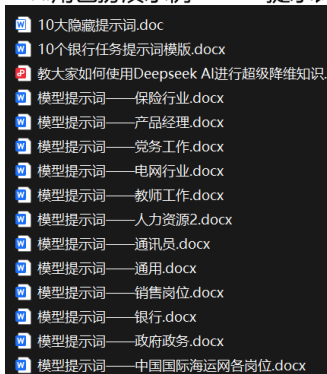 10大隐藏提示词.doc
10个银行任务提示词模版.docx
教大家如何使用Deepseek AI进行超级降维知识.
模型提示词——保险行业.docx
模型提示词——产品经理.docx
模型提示词——党务工作.docx
模型提示词——电网行业.docx
模型提示词——教师工作.docx
模型提示词——人力资源2.docx
模型提示词——通讯员.docx
模型提示词——通用.docx
模型提示词——销售岗位.docx
模型提示词——银行.docx
模型提示词——政府政务.docx
模型提示词——中国国际海运网各岗位.docx